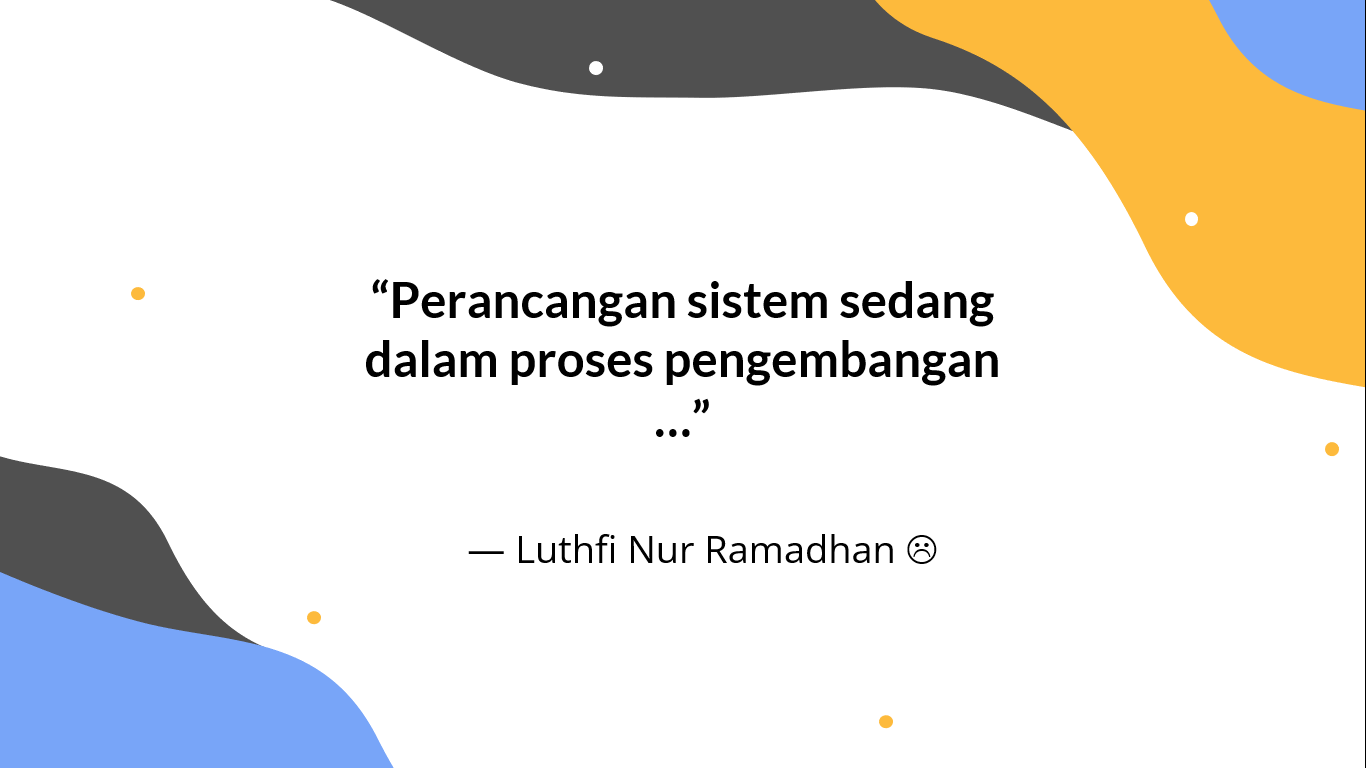 “Perancangan sistem sedang
dalam proses pengembangan
...”
— Luthfi Nur Ramadhan ☹